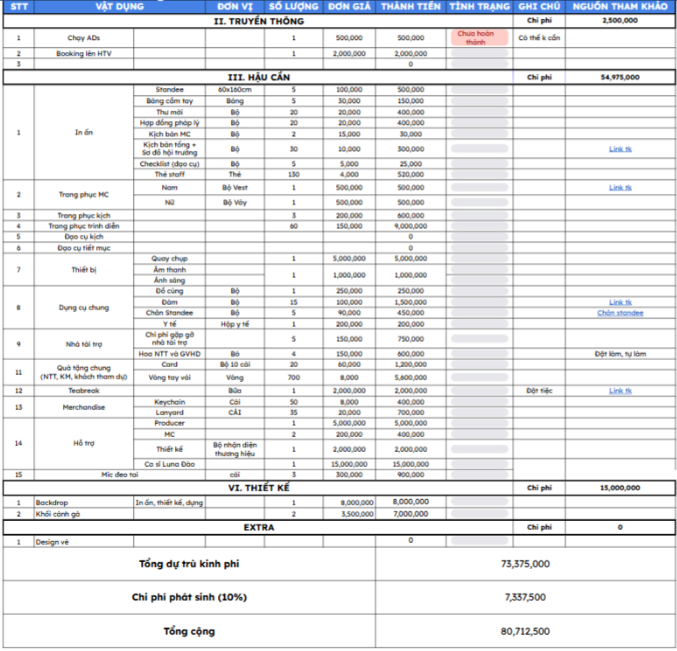 STT VẬT DỤNG ĐƠN VỊ SỐ LƯỢNG ĐƠN GIÁ THÀNH TIỀN TÌNH TRẠNG GHI CHÚ NGUỒN THAM KHẢO
II. TRUYỀN THÔNG Chi phí 2,500,000
1 Chạy ADs 1 500,000 500,000 Chưa hoàn thành Có thể k cần
2 Booking lên HTV 1 2,000,000 2,000,000
3 0
III. HẬU CẦN Chi phí 54,975,000
1 In ấn Standee 60x160cm 5 100,000 500,000
Bảng cầm tay Bảng 5 30,000 150,000
Thư mời Bộ 20 20,000 400,000
Hợp đồng pháp lý Bộ 20 20,000 400,000
Kịch bản MC Bộ 2 15,000 30,000
Kịch bản tổng + Sơ đồ hội trường Bộ 30 10,000 300,000 Link tk
Checklist (đạo cụ) Bộ 5 5,000 25,000
Thẻ staff Thẻ 130 4,000 520,000
2 Trang phục MC Nam Bộ Vest 1 500,000 500,000 Link tk
Nữ Bộ Váy 1 500,000 500,000
3 Trang phục kịch 3 200,000 600,000
4 Trang phục trình diễn 60 150,000 9,000,000
5 Đạo cụ kịch 0
6 Đạo cụ tiết mục 0
7 Thiết bị Quay chụp 1 5,000,000 5,000,000
Âm thanh 1 1,000,000 1,000,000
Ánh sáng
8 Dụng cụ chung Đồ cúng Bộ 1 250,000 250,000
Đàm Bộ 15 100,000 1,500,000 Link tk
Chân Standee Bộ 5 90,000 450,000 Chân standee
Y tế Hộp y tế 1 200,000 200,000
9 Nhà tài trợ Chi phí gặp gỡ nhà tài trợ 5 150,000 750,000
Hoa NTT và GVHD Bó 4 150,000 600,000 Đặt làm, tự làm
11 Quà tặng chung (NTT, KM, khách tham dự) Card Bộ 10 cái 20 60,000 1,200,000
Vòng tay vải Vòng 700 8,000 5,600,000
12 Teabreak Bữa 1 2,000,000 2,000,000 Đặt tiệc Link tk
13 Merchandise Keychain Cái 50 8,000 400,000
Lanyard CÁI 35 20,000 700,000
14 Hỗ trợ Producer 1 5,000,000 5,000,000
MC 2 200,000 400,000
Thiết kế Bộ nhận diện thương hiệu 1 2,000,000 2,000,000
Ca sĩ Luna Đào 1 15,000,000 15,000,000
15 Mic đeo tai cái 3 300,000 900,000
VI. THIẾT KẾ Chi phí 15,000,000
1 Backdrop In ấn, thiết kế, dựng 1 8,000,000 8,000,000
2 Khối cảnh gỗ 2 3,500,000 7,000,000
EXTRA Chi phí 0
1 Design vé 0
Tổng dự trù kinh phí 73,375,000
Chi phí phát sinh (10%) 7,337,500
Tổng cộng 80,712,500